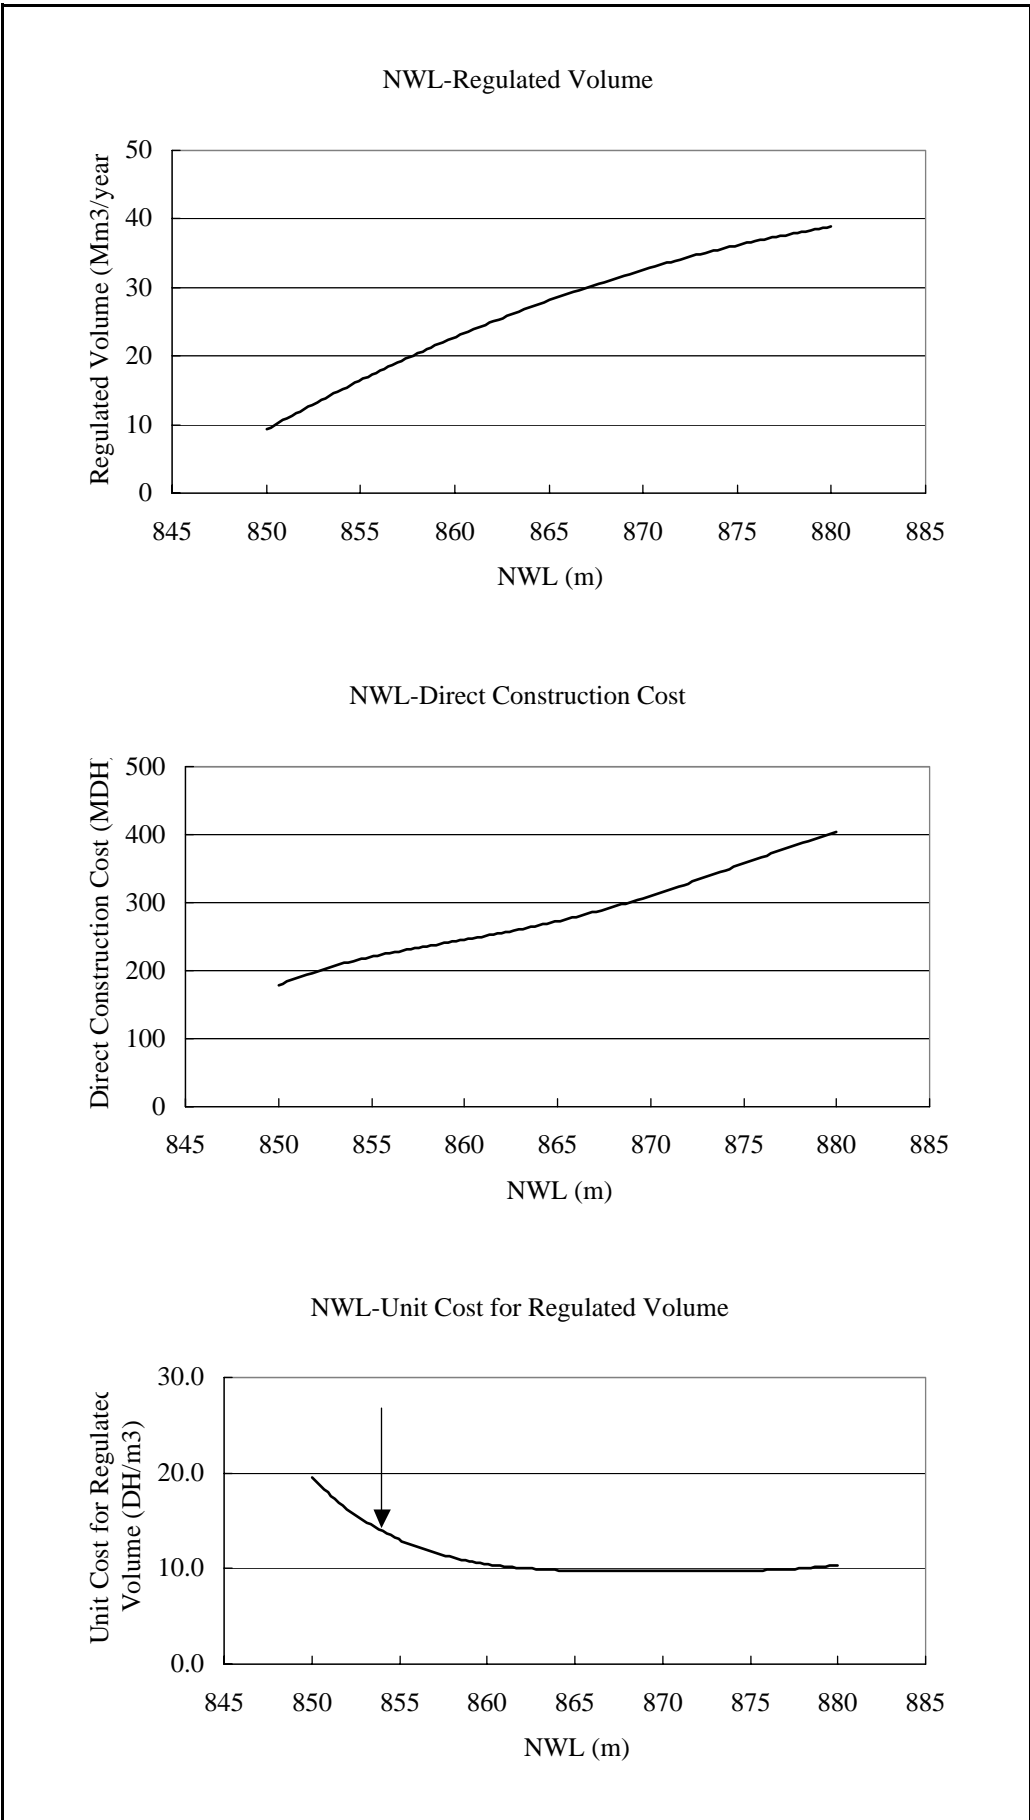 NWL-Regulated Volume
Regulated Volume (Mm3/year
50
40
30
20
10
0
845 850 855 860 865 870 875 880 885
NWL (m)
NWL-Direct Construction Cost
Direct Construction Cost (MDH)
500
400
300
200
100
0
845 850 855 860 865 870 875 880 885
NWL (m)
NWL-Unit Cost for Regulated Volume
Unit Cost for Regulated
Volume (DH/m3)
30.0
20.0
10.0
0.0
845 850 855 860 865 870 875 880 885
NWL (m)